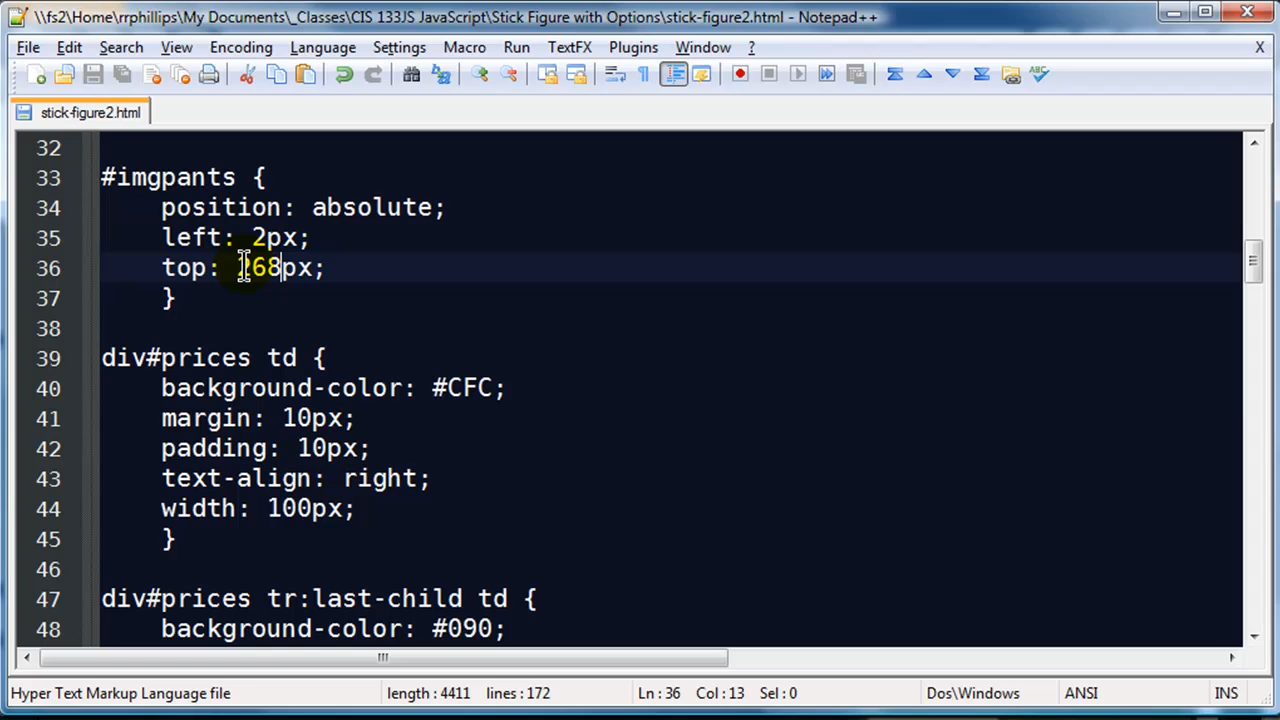 \\fs2\Home\rrphillips\My Documents\_Classes\CIS 133JS JavaScript\Stick Figure with Options\stick-figure2.html - Notepad++
File Edit Search View Encoding Language Settings Macro Run TextFX Plugins Window ? X
stick-figure2.html
32
33 #imgpants {
34 position: absolute;
35 left: 2px;
36 top: 268px;
37 }
38
39 div#prices td {
40 background-color: #CFC;
41 margin: 10px;
42 padding: 10px;
43 text-align: right;
44 width: 100px;
45 }
46
47 div#prices tr:last-child td {
48 background-color: #090;
Hyper Text Markup Language file length : 4411 lines : 172 Ln : 36 Col : 13 Sel : 0 Dos\Windows ANSI INS